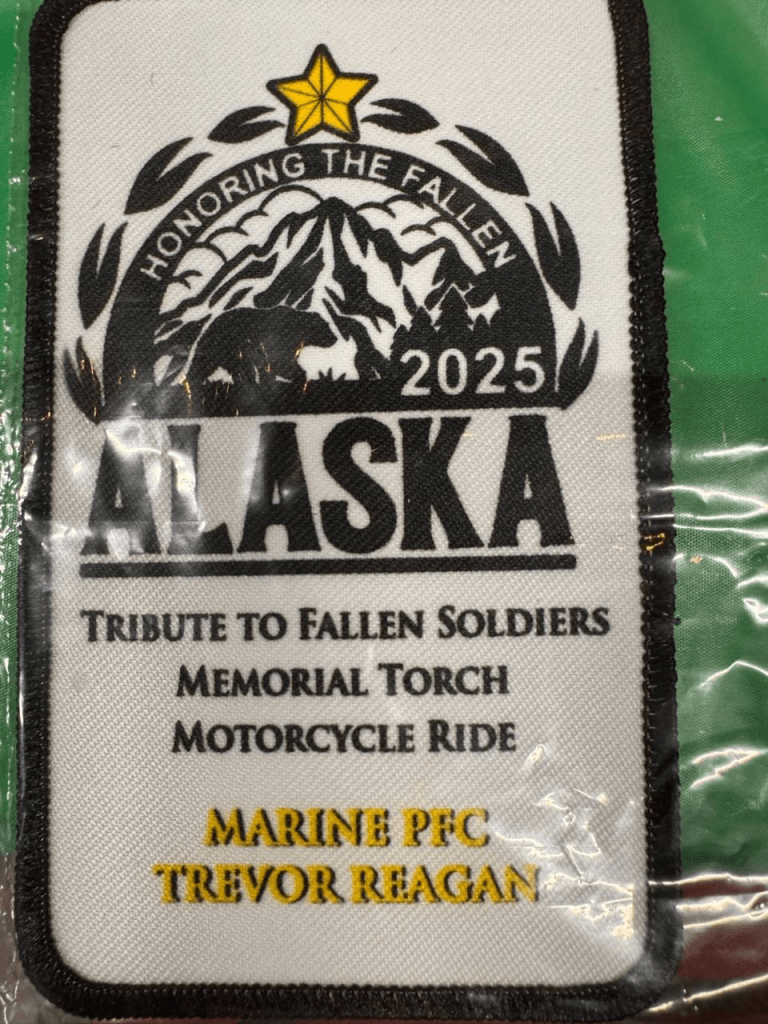 HONORING THE FALLEN
2025
ALASKA
TRIBUTE TO FALLEN SOLDIERS
MEMORIAL TORCH
MOTORCYCLE RIDE
MARINE PFC
TREVOR REAGAN